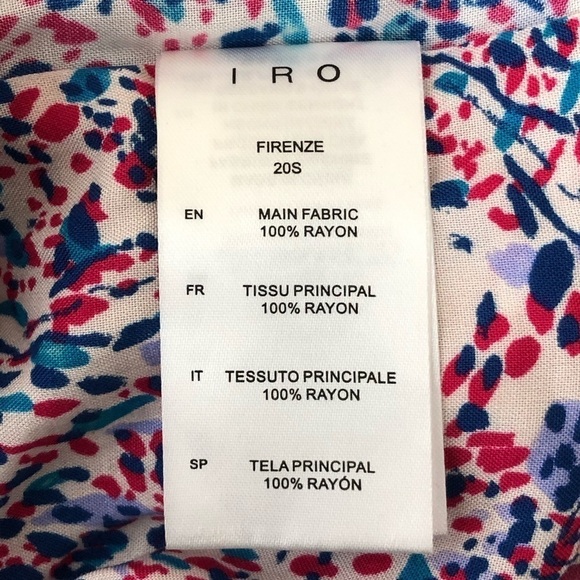 IRO
FIRENZE
20S
EN MAIN FABRIC
100% RAYON
FR TISSU PRINCIPAL
100% RAYON
IT TESSUTO PRINCIPALE
100% RAYON
SP TELA PRINCIPAL
100% RAYÓN